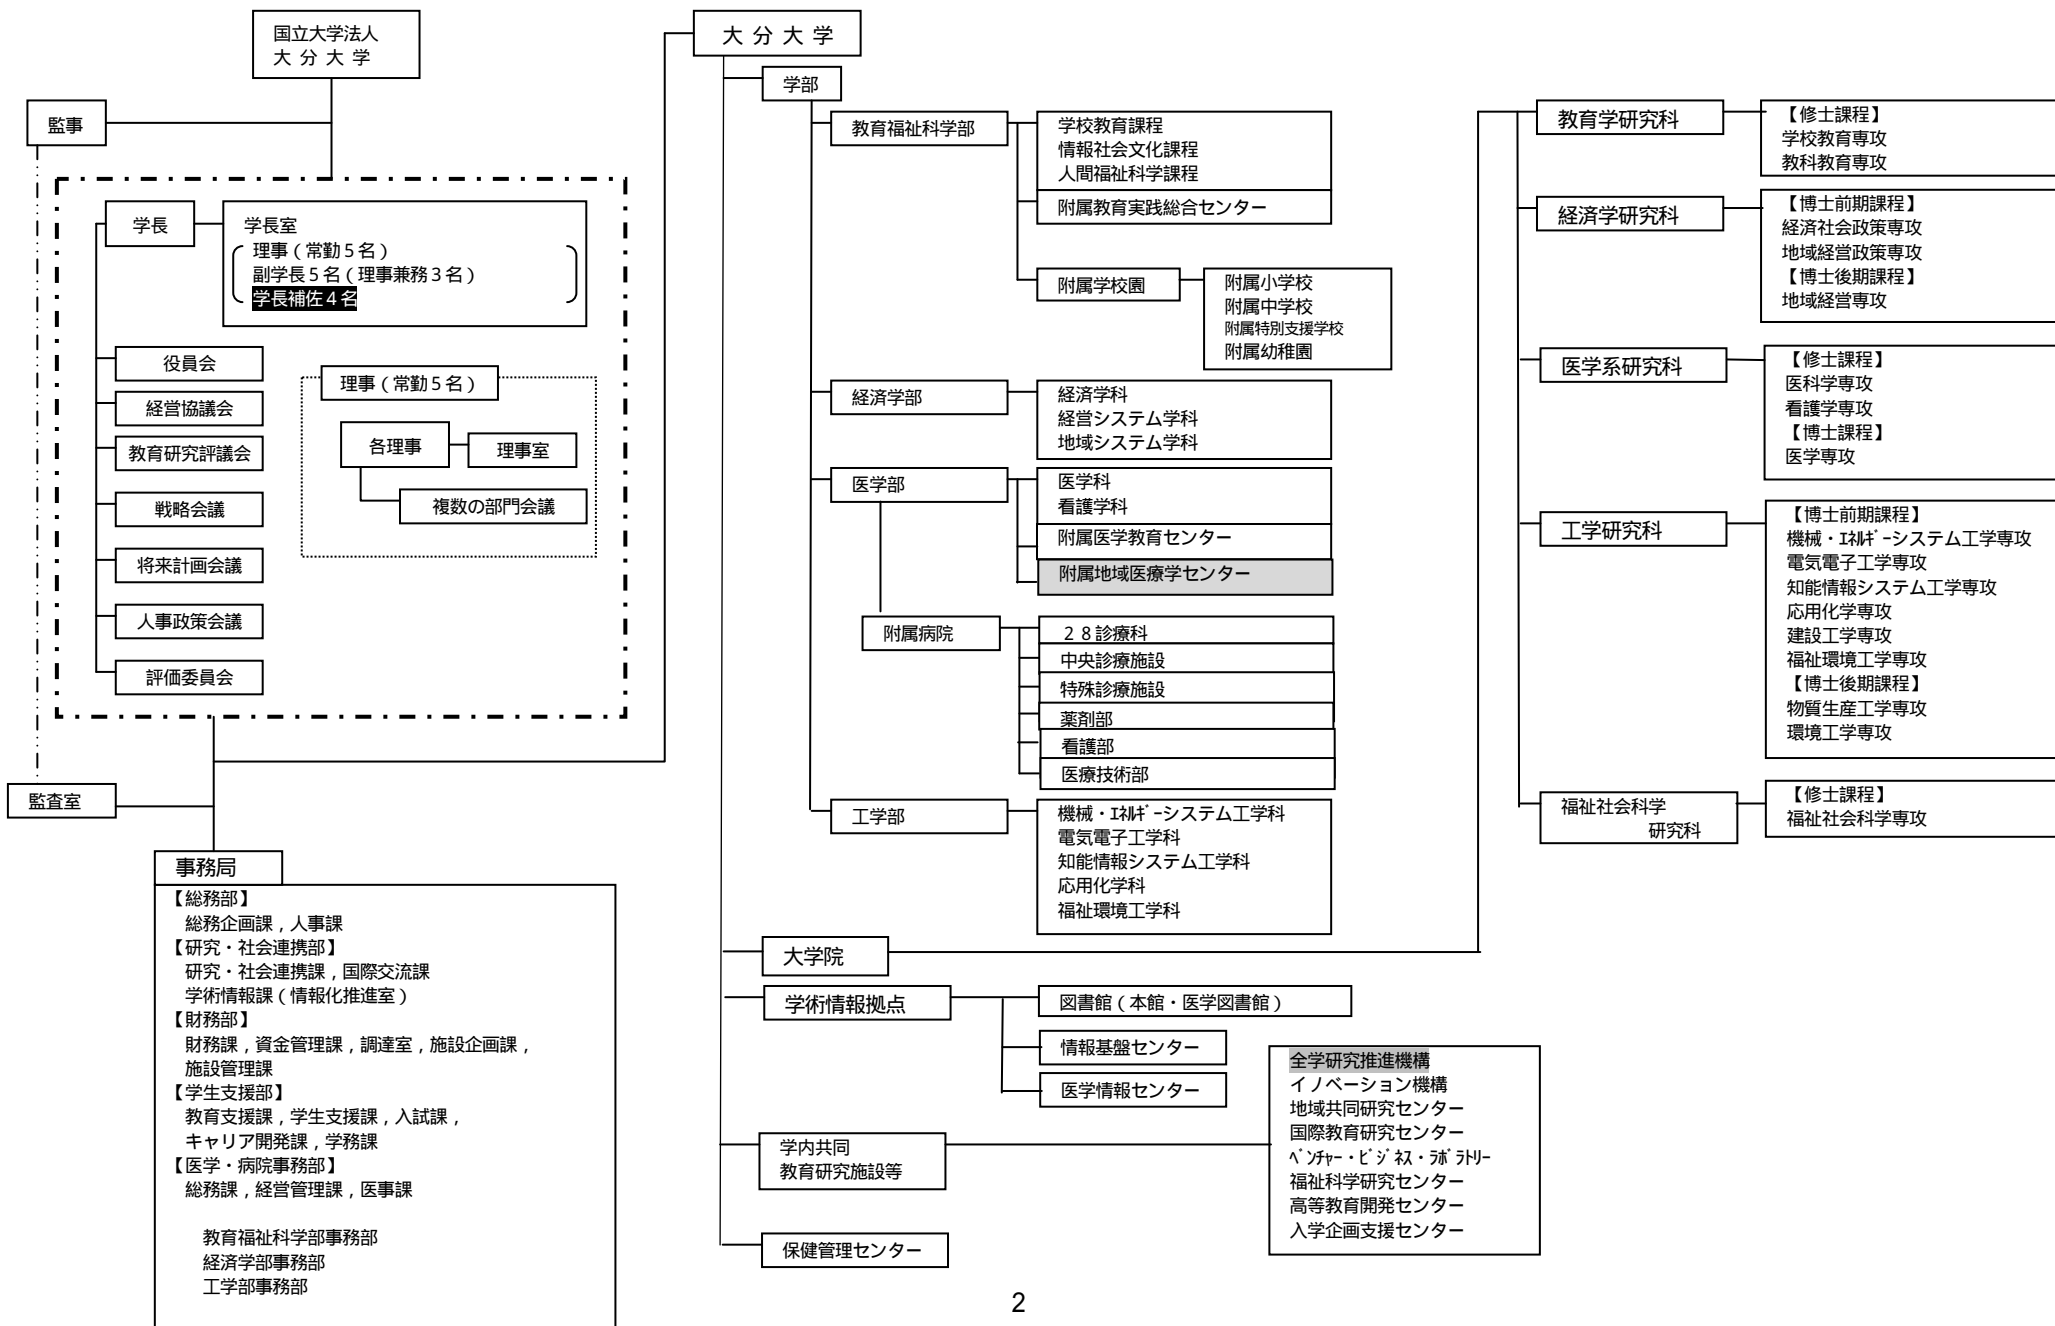 国立大学法人
大 分 大 学
監事
学長
学長室
理事（常勤５名）
副学長５名（理事兼務３名）
学長補佐４名
役員会
経営協議会
教育研究評議会
戦略会議
将来計画会議
人事政策会議
評価委員会
理事（常勤５名）
各理事
理事室
複数の部門会議
監査室
事務局
【総務部】
総務企画課，人事課
【研究・社会連携部】
研究・社会連携課，国際交流課
学術情報課（情報化推進室）
【財務部】
財務課，資金管理課，調達室，施設企画課，
施設管理課
【学生支援部】
教育支援課，学生支援課，入試課，
キャリア開発課，学務課
【医学・病院事務部】
総務課，経営管理課，医事課
教育福祉科学部事務部
経済学部事務部
工学部事務部
大 分 大 学
学部
教育福祉科学部
学校教育課程
情報社会文化課程
人間福祉科学課程
附属教育実践総合センター
附属学校園
附属小学校
附属中学校
附属特別支援学校
附属幼稚園
経済学部
経済学科
経営システム学科
地域システム学科
医学部
医学科
看護学科
附属医学教育センター
附属地域医療学センター
附属病院
２８診療科
中央診療施設
特殊診療施設
薬剤部
看護部
医療技術部
工学部
機械・ｴﾈﾙｷﾞｰシステム工学科
電気電子工学科
知能情報システム工学科
応用化学科
福祉環境工学科
大学院
学術情報拠点
図書館（本館・医学図書館）
情報基盤センター
医学情報センター
学内共同
教育研究施設等
全学研究推進機構
イノベーション機構
地域共同研究センター
国際教育研究センター
ﾍﾞﾝﾁｬｰ・ﾋﾞｼﾞﾈｽ・ﾗﾎﾞﾗﾄﾘｰ
福祉科学研究センター
高等教育開発センター
入学企画支援センター
保健管理センター
教育学研究科
【修士課程】
学校教育専攻
教科教育専攻
経済学研究科
【博士前期課程】
経済社会政策専攻
地域経営政策専攻
【博士後期課程】
地域経営専攻
医学系研究科
【修士課程】
医科学専攻
看護学専攻
【博士課程】
医学専攻
工学研究科
【博士前期課程】
機械・ｴﾈﾙｷﾞｰシステム工学専攻
電気電子工学専攻
知能情報システム工学専攻
応用化学専攻
建設工学専攻
福祉環境工学専攻
【博士後期課程】
物質生産工学専攻
環境工学専攻
福祉社会科学
研究科
【修士課程】
福祉社会科学専攻
2